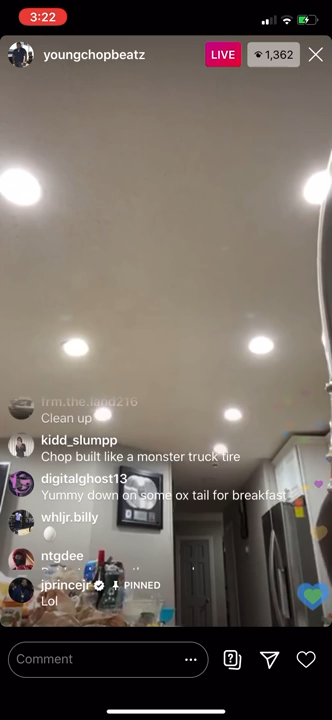 3:22
youngchopbeatz
LIVE
1,362
frm.the.land216
Clean up
kidd_slumpp
Chop built like a monster truck tire
digitalghost13
Yummy down on some ox tail for breakfast
whljr.billy
🥚
ntgdee
jprincejr PINNED
Lol
Comment